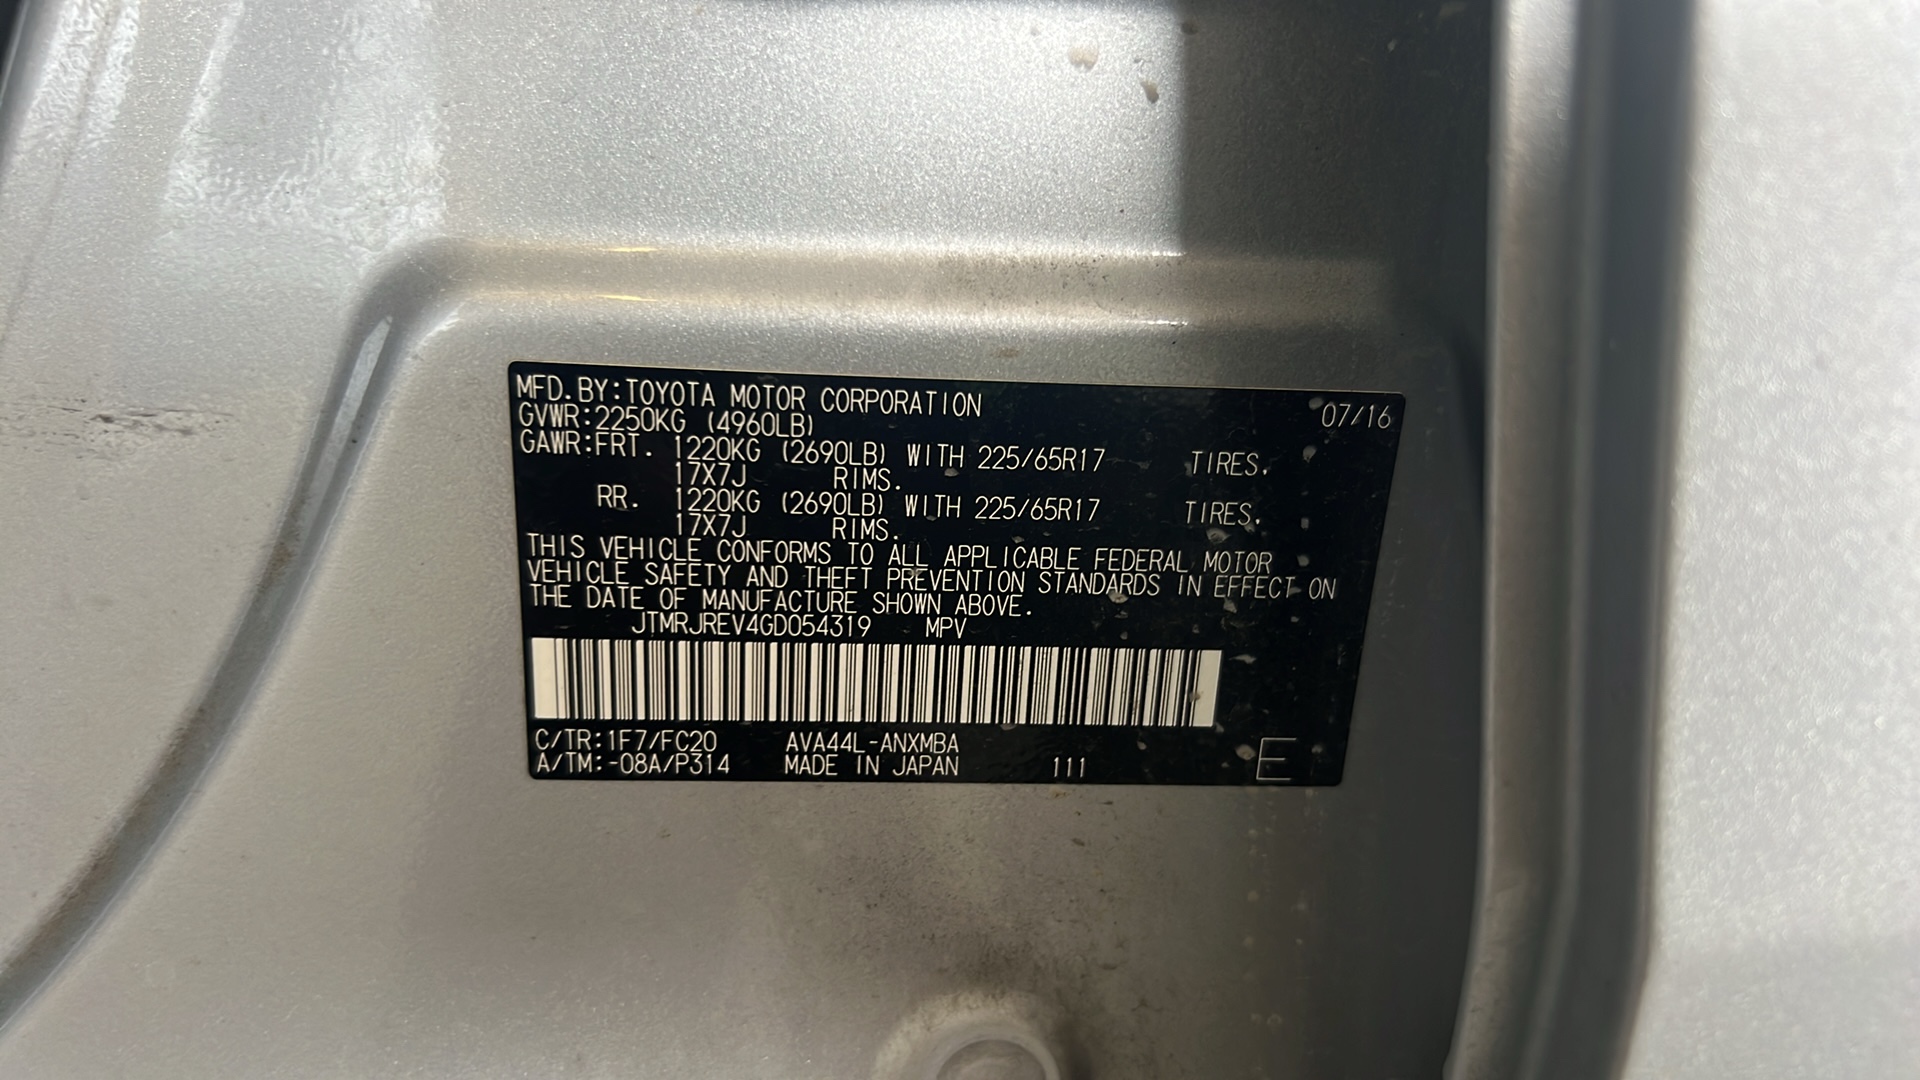 MFD. BY:TOYOTA MOTOR CORPORATION 07/16
GVWR:2250KG (4960LB)
GAWR:FRT. 1220KG (2690LB) WITH 225/65R17 TIRES,
17X7J RIMS.
RR. 1220KG (2690LB) WITH 225/65R17 TIRES,
17X7J RIMS.
THIS VEHICLE CONFORMS TO ALL APPLICABLE FEDERAL MOTOR
VEHICLE SAFETY AND THEFT PREVENTION STANDARDS IN EFFECT ON
THE DATE OF MANUFACTURE SHOWN ABOVE.
JTMRJREV4GD054319 MPV
C/TR:1F7/FC20 AVA44L-ANXMBA
A/TM:-08A/P314 MADE IN JAPAN 111 E